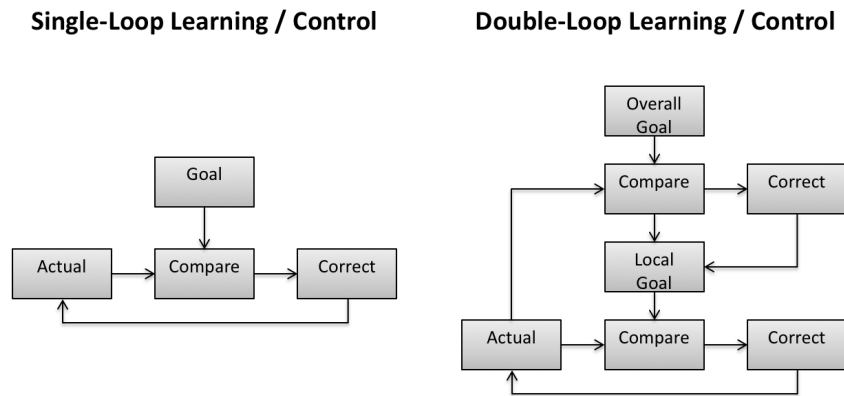 Single-Loop Learning / Control
Goal
Actual
Compare
Correct
Double-Loop Learning / Control
Overall
Goal
Compare
Correct
Local
Goal
Actual
Compare
Correct